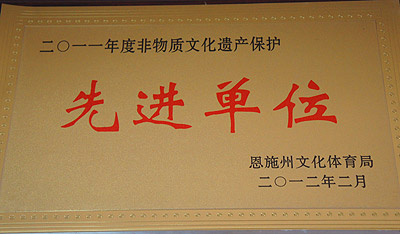 二〇一一年度非物质文化遗产保护
先进单位
恩施州文化体育局
二〇一二年二月